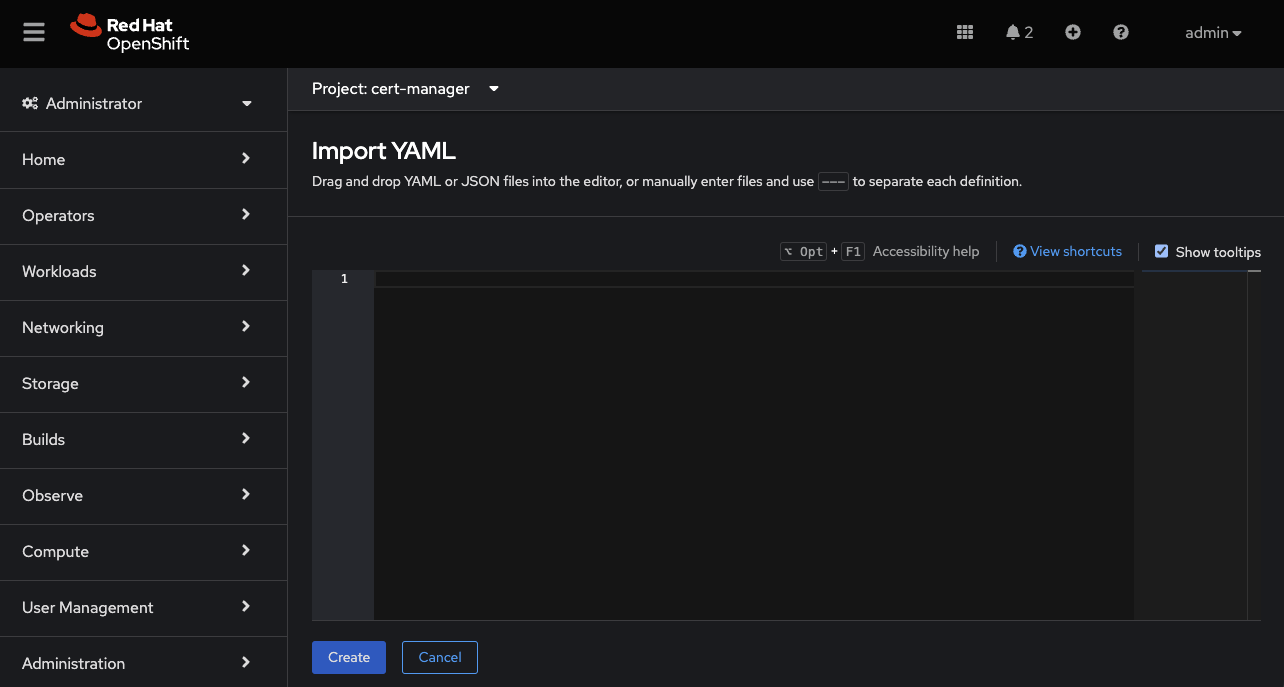 Red Hat
OpenShift
2
admin
Administrator
Home
Operators
Workloads
Networking
Storage
Builds
Observe
Compute
User Management
Administration
Project: cert-manager
Import YAML
Drag and drop YAML or JSON files into the editor, or manually enter files and use --- to separate each definition.
⌥ Opt + F1 Accessibility help View shortcuts Show tooltips
1
Create Cancel